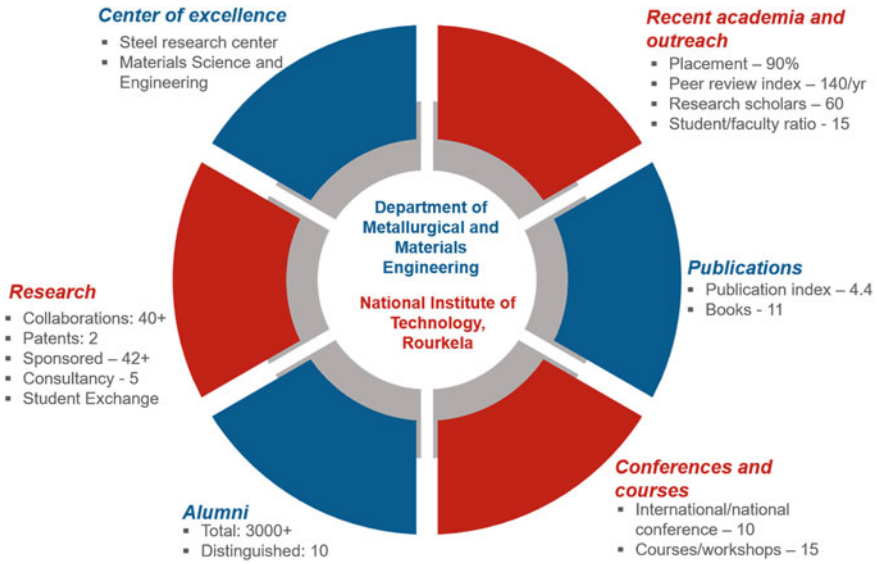 Center of excellence
▪ Steel research center
▪ Materials Science and
Engineering
Recent academia and
outreach
▪ Placement – 90%
▪ Peer review index – 140/yr
▪ Research scholars – 60
▪ Student/faculty ratio - 15
Department of
Metallurgical and
Materials
Engineering
National Institute of
Technology,
Rourkela
Publications
▪ Publication index – 4.4
▪ Books - 11
Research
▪ Collaborations: 40+
▪ Patents: 2
▪ Sponsored – 42+
▪ Consultancy - 5
▪ Student Exchange
Conferences and
courses
▪ International/national
conference – 10
▪ Courses/workshops – 15
Alumni
▪ Total: 3000+
▪ Distinguished: 10